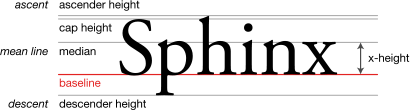 ascent ascender height
cap height
mean line median
Sphinx
x-height
baseline
descent descender height